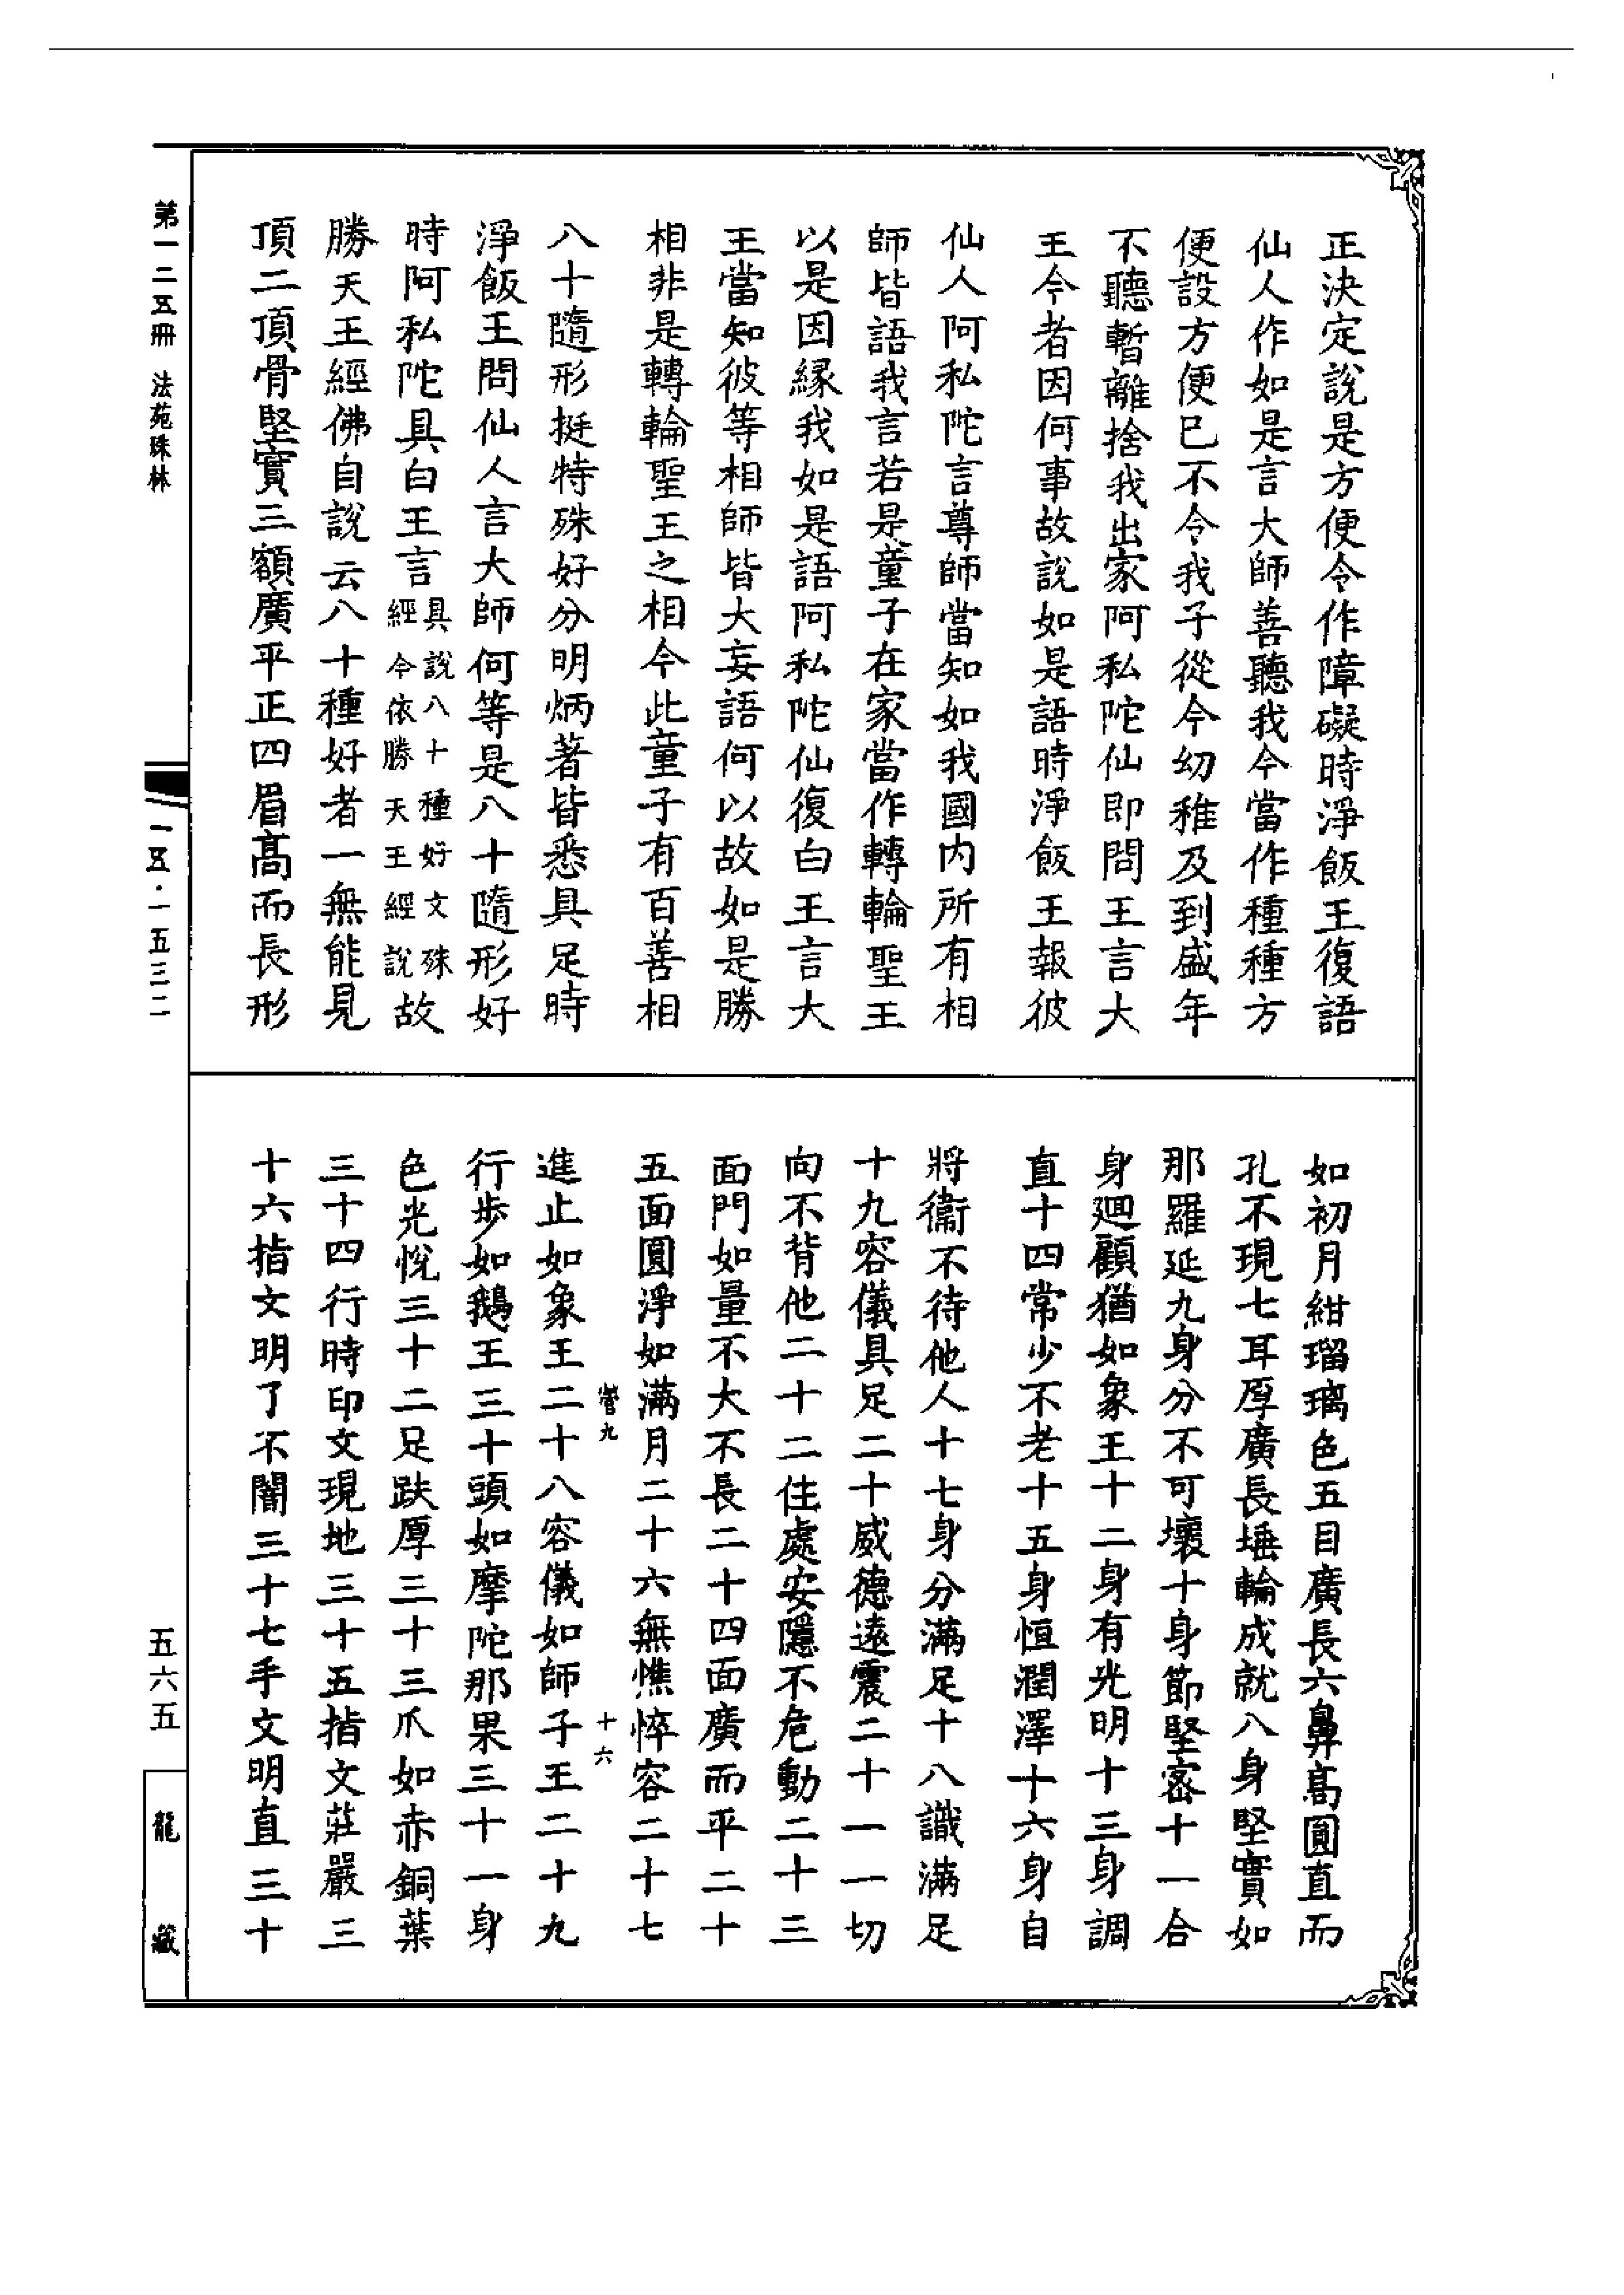 正決定說是方便令作障礙時淨飯王復語
仙人作如是言大師善聽我今當作種種方
便設方便已不令我子從今幼稚及到盛年
不聽暫離捨我出家阿私陀仙即問王言大
王今者因何事故說如是語時淨飯王報彼
仙人阿私陀言尊師當知如我國內所有相
師皆語我言若是童子在家當作轉輪聖王
以是因緣我如是語阿私陀仙復白王言大
王當知彼等相師皆大妄語何以故如是勝
相非是轉輪聖王之相今此童子有百善相
八十隨形挺特殊好分明炳著皆悉具足時
淨飯王問仙人言大師何等是八十隨形好
時阿私陀具白王言具說八十種好文殊經今依勝天王經說故
勝天王經佛自說云八十種好者一無能見
頂二頂骨堅實三額廣平正四眉高而長形
如初月紺瑠璃色五目廣長六鼻高圓直而
孔不現七耳厚廣長埵輪成就八身堅實如
那羅延九身分不可壞十身節堅密十一合
身迴顧猶如象王十二身有光明十三身調
直十四常少不老十五身恒潤澤十六身自
將衞不待他人十七身分滿足十八識滿足
十九容儀具足二十威德遠震二十一一切
向不背他二十二住處安隱不危動二十三
面門如量不大不長二十四面廣而平二十
五面圓淨如滿月二十六無憔悴容二十七
營九 十六
進止如象王二十八容儀如師子王二十九
行步如鵝王三十頭如摩陀那果三十一身
色光悅三十二足趺厚三十三爪如赤銅葉
三十四行時印文現地三十五指文莊嚴三
十六指文明了不闇三十七手文明直三十
第一二五冊 法苑珠林
一五·一五三二
五六五
龍藏